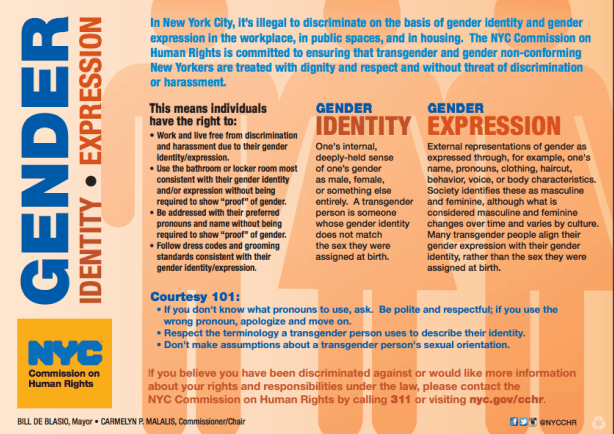 GENDER
IDENTITY • EXPRESSION
In New York City, it's illegal to discriminate on the basis of gender identity and gender
expression in the workplace, in public spaces, and in housing. The NYC Commission on
Human Rights is committed to ensuring that transgender and gender non-conforming
New Yorkers are treated with dignity and respect and without threat of discrimination
or harassment.
This means individuals
have the right to:
• Work and live free from discrimination
and harassment due to their gender
identity/expression.
• Use the bathroom or locker room most
consistent with their gender identity
and/or expression without being
required to show “proof” of gender.
• Be addressed with their preferred
pronouns and name without being
required to show “proof” of gender.
• Follow dress codes and grooming
standards consistent with their
gender identity/expression.
GENDER
IDENTITY
One's internal,
deeply-held sense
of one's gender
as male, female,
or something else
entirely. A transgender
person is someone
whose gender identity
does not match
the sex they were
assigned at birth.
GENDER
EXPRESSION
External representations of gender as
expressed through, for example, one's
name, pronouns, clothing, haircut,
behavior, voice, or body characteristics.
Society identifies these as masculine
and feminine, although what is
considered masculine and feminine
changes over time and varies by culture.
Many transgender people align their
gender expression with their gender
identity, rather than the sex they were
assigned at birth.
Courtesy 101:
• If you don't know what pronouns to use, ask. Be polite and respectful; if you use the
wrong pronoun, apologize and move on.
• Respect the terminology a transgender person uses to describe their identity.
• Don't make assumptions about a transgender person's sexual orientation.
If you believe you have been discriminated against or would like more information
about your rights and responsibilities under the law, please contact the
NYC Commission on Human Rights by calling 311 or visiting nyc.gov/cchr.
NYC
Commission on
Human Rights
BILL DE BLASIO, Mayor • CARMELYN P. MALALIS, Commissioner/Chair
@NYCCHR